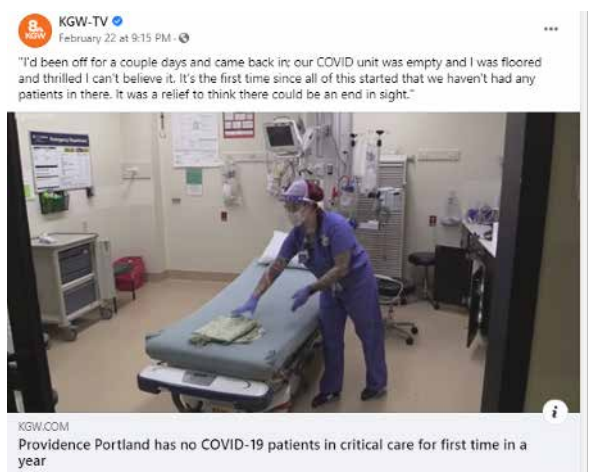 8
KGW
KGW-TV
February 22 at 9:15 PM
"I'd been off for a couple days and came back in; our COVID unit was empty and I was floored
and thrilled I can't believe it. It's the first time since all of this started that we haven't had any
patients in there. It was a relief to think there could be an end in sight."
Emergency Department
i
KGW.COM
Providence Portland has no COVID-19 patients in critical care for first time in a
year